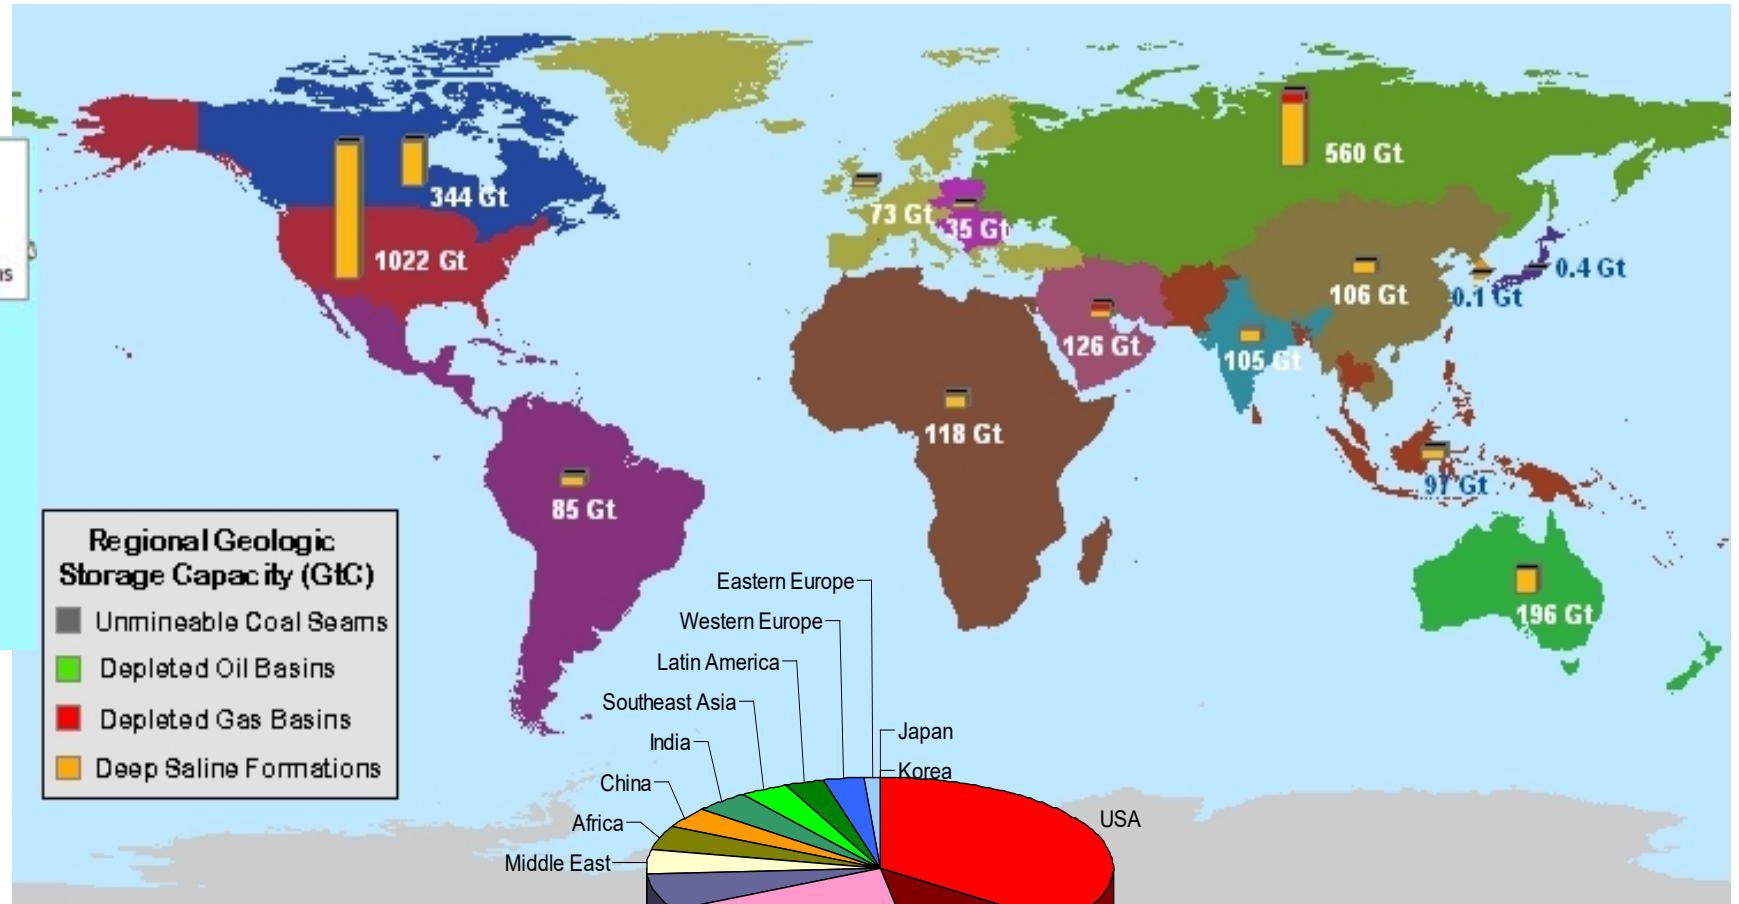 560 Gt
344 Gt
73 Gt
35 Gt
1022 Gt
0.4 Gt
106 Gt
0.1 Gt
126 Gt
105 Gt
118 Gt
97 Gt
85 Gt
196 Gt
Regional Geologic
Storage Capacity (GtC)
Unmineable Coal Seams
Depleted Oil Basins
Depleted Gas Basins
Deep Saline Formations
Eastern Europe
Western Europe
Latin America
Southeast Asia
India
China
Africa
Middle East
Japan
Korea
USA